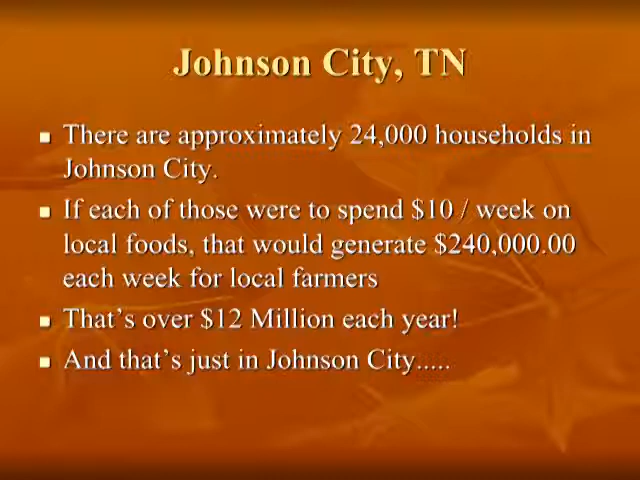 Johnson City, TN
There are approximately 24,000 households in
Johnson City.
If each of those were to spend $10 / week on
local foods, that would generate $240,000.00
each week for local farmers
That’s over $12 Million each year!
And that’s just in Johnson City.....